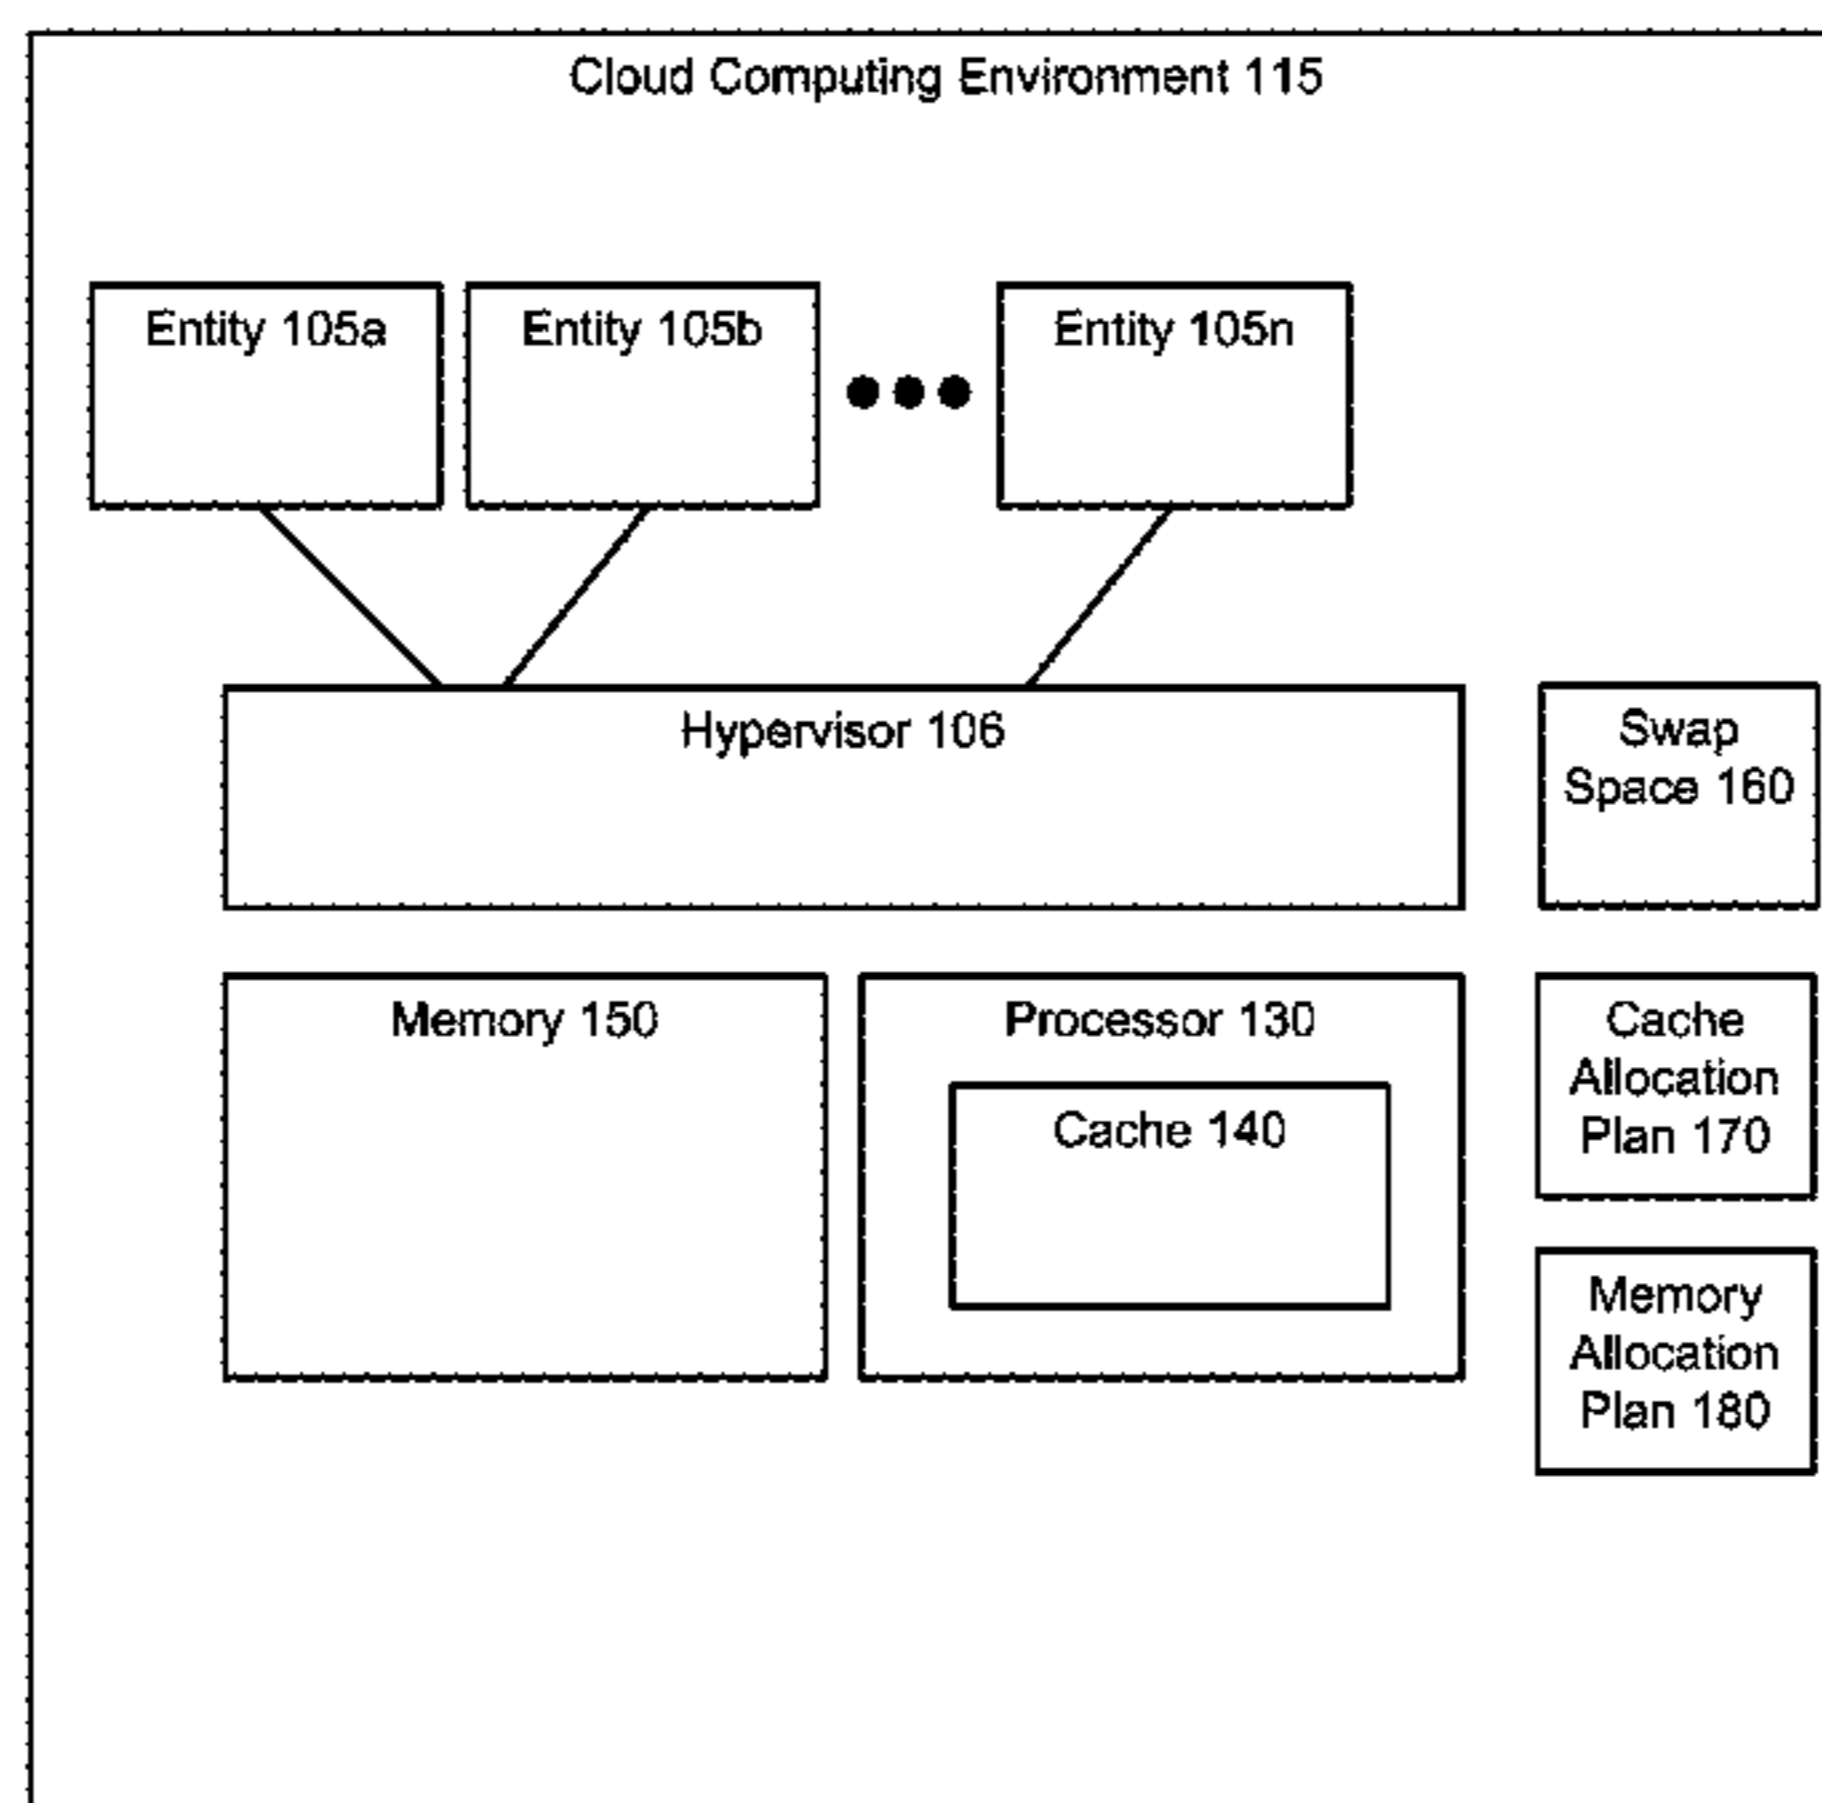 Cloud Computing Environment 115
Entity 105a
Entity 105b
Entity 105n
Hypervisor 106
Swap
Space 160
Memory 150
Processor 130
Cache 140
Cache
Allocation
Plan 170
Memory
Allocation
Plan 180